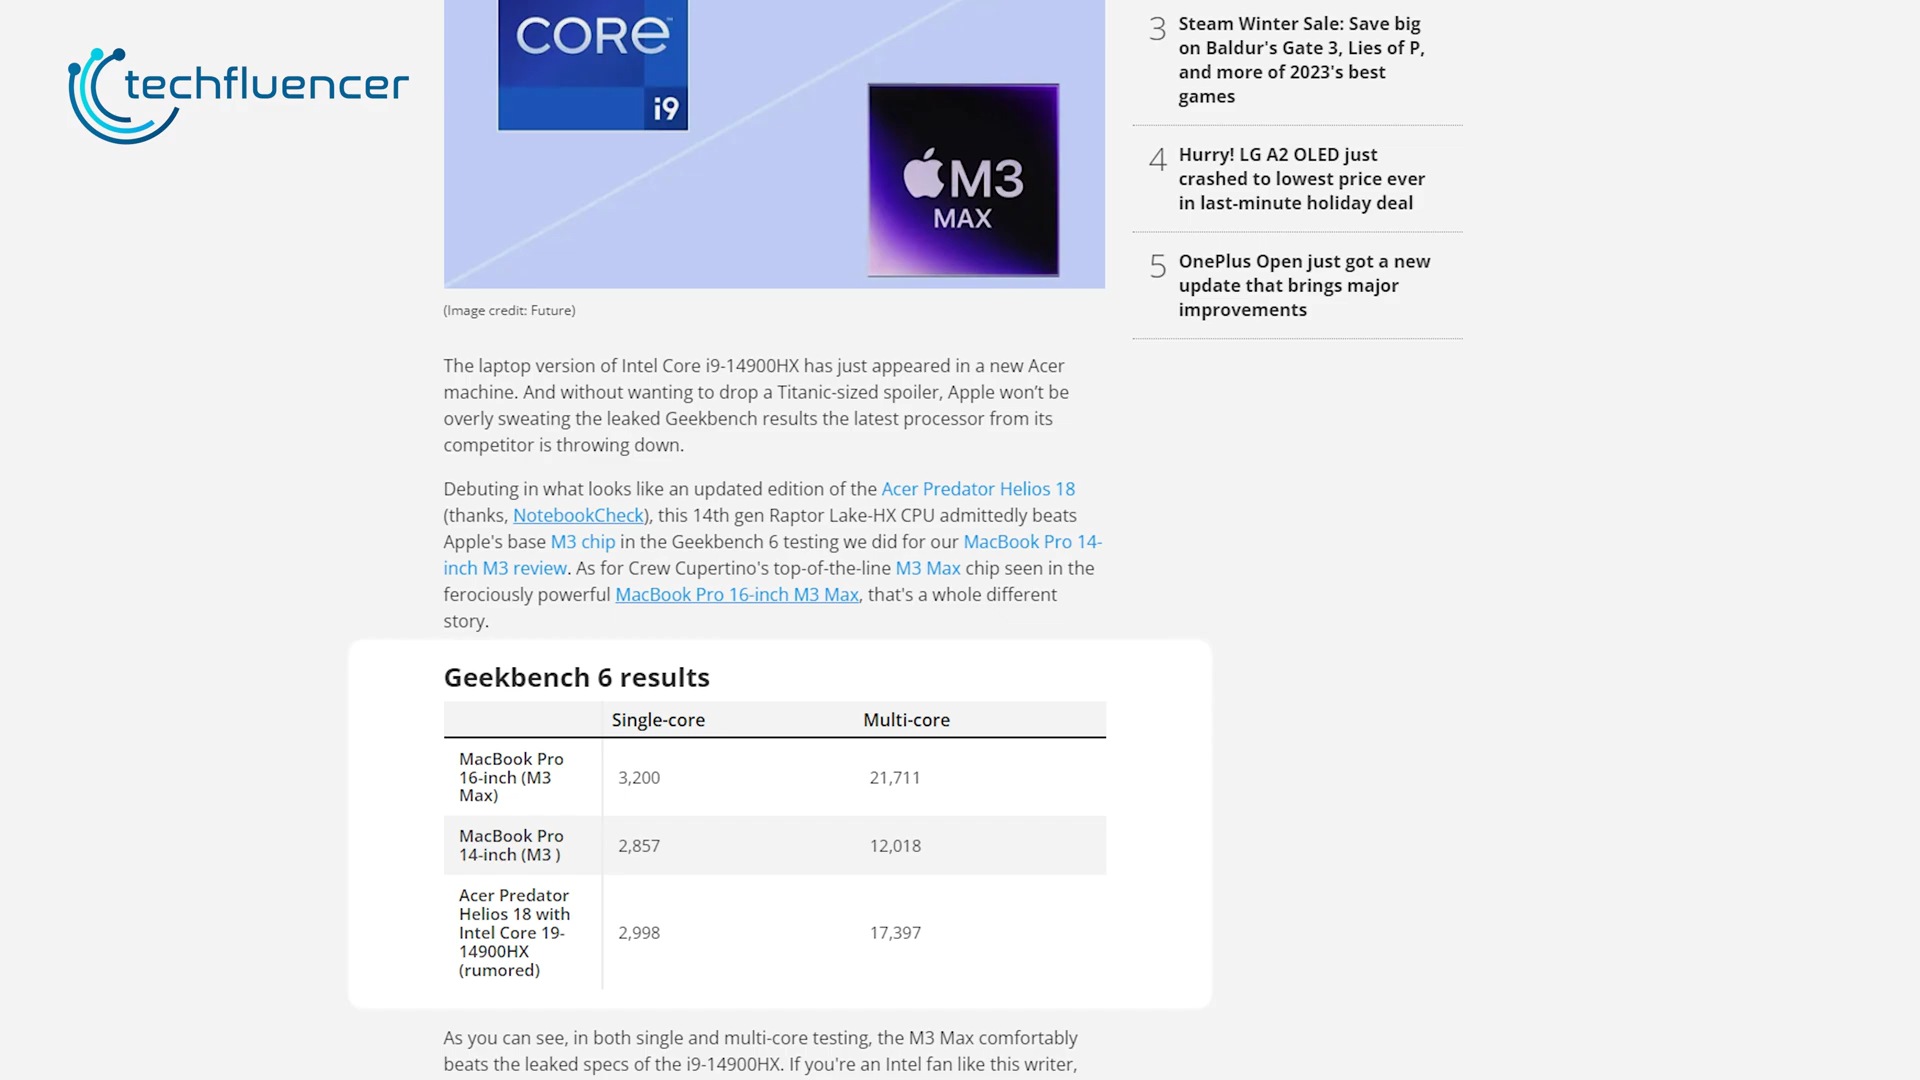 techfluencer
CORE
i9
M3
MAX
(Image credit: Future)
The laptop version of Intel Core i9-14900HX has just appeared in a new Acer
machine. And without wanting to drop a Titanic-sized spoiler, Apple won’t be
overly sweating the leaked Geekbench results the latest processor from its
competitor is throwing down.
Debuting in what looks like an updated edition of the Acer Predator Helios 18
(thanks, NotebookCheck), this 14th gen Raptor Lake-HX CPU admittedly beats
Apple's base M3 chip in the Geekbench 6 testing we did for our MacBook Pro 14-
inch M3 review. As for Crew Cupertino's top-of-the-line M3 Max chip seen in the
ferociously powerful MacBook Pro 16-inch M3 Max, that's a whole different
story.
Geekbench 6 results
Single-core Multi-core
MacBook Pro
16-inch (M3
Max)
3,200 21,711
MacBook Pro
14-inch (M3 )
2,857 12,018
Acer Predator
Helios 18 with
Intel Core 19-
14900HX
(rumored)
2,998 17,397
As you can see, in both single and multi-core testing, the M3 Max comfortably
beats the leaked specs of the i9-14900HX. If you're an Intel fan like this writer,
3 Steam Winter Sale: Save big
on Baldur's Gate 3, Lies of P,
and more of 2023's best
games
4 Hurry! LG A2 OLED just
crashed to lowest price ever
in last-minute holiday deal
5 OnePlus Open just got a new
update that brings major
improvements